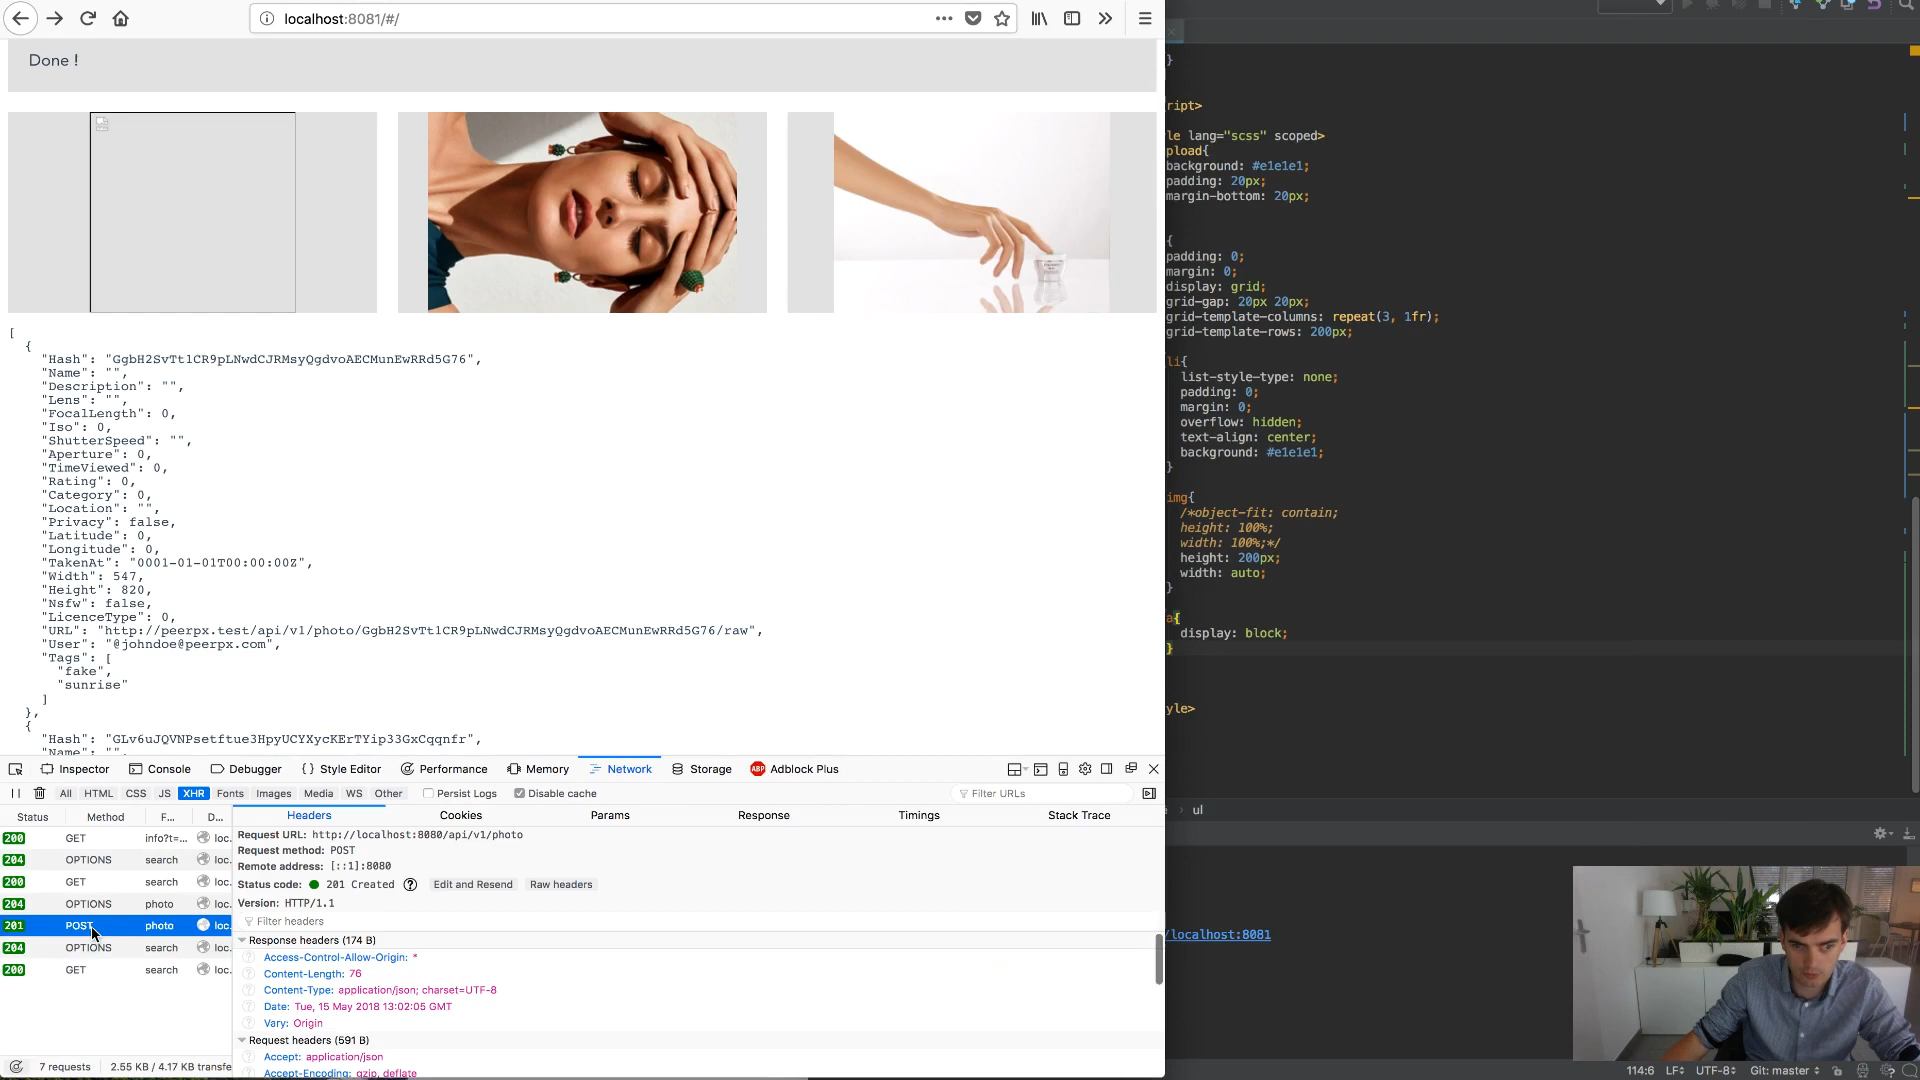 localhost:8081/#/
Done !
[
{
"Hash": "GgbH2SvTt1CR9pLNwdCJRMsyQgdvoAECMunEwRRd5G76",
"Name": "",
"Description": "",
"Lens": "",
"FocalLength": 0,
"Iso": 0,
"ShutterSpeed": "",
"Aperture": 0,
"TimeViewed": 0,
"Rating": 0,
"Category": 0,
"Location": "",
"Privacy": false,
"Latitude": 0,
"Longitude": 0,
"TakenAt": "0001-01-01T00:00:00Z",
"Width": 547,
"Height": 820,
"Nsfw": false,
"LicenceType": 0,
"URL": "http://peerpx.test/api/v1/photo/GgbH2SvTt1CR9pLNwdCJRMsyQgdvoAECMunEwRRd5G76/raw",
"User": "@johndoe@peerpx.com",
"Tags": [
"fake",
"sunrise"
]
},
{
"Hash": "GLv6uJQVNPsetftue3HpyUCYXycKErTYip33GxCqqnfr",
"Name": "",
Inspector Console Debugger { } Style Editor Performance Memory Network Storage ABP Adblock Plus
All HTML CSS JS XHR Fonts Images Media WS Other Persist Logs Disable cache Filter URLs
Status Method F... D... Headers Cookies Params Response Timings Stack Trace
200 GET info?t=... loc.
204 OPTIONS search loc.
200 GET search loc.
204 OPTIONS photo loc.
201 POST photo loc.
204 OPTIONS search loc.
200 GET search loc.
7 requests 2.55 KB / 4.17 KB transfe
Request URL: http://localhost:8080/api/v1/photo
Request method: POST
Remote address: [::1]:8080
Status code: 201 Created ? Edit and Resend Raw headers
Version: HTTP/1.1
Filter headers
Response headers (174 B)
Access-Control-Allow-Origin: *
Content-Length: 76
Content-Type: application/json; charset=UTF-8
Date: Tue, 15 May 2018 13:02:05 GMT
Vary: Origin
Request headers (591 B)
Accept: application/json
Accept-Encoding: gzip, deflate
}
ript>
le lang="scss" scoped>
pload{
background: #e1e1e1;
padding: 20px;
margin-bottom: 20px;
{
padding: 0;
margin: 0;
display: grid;
grid-gap: 20px 20px;
grid-template-columns: repeat(3, 1fr);
grid-template-rows: 200px;
li{
list-style-type: none;
padding: 0;
margin: 0;
overflow: hidden;
text-align: center;
background: #e1e1e1;
}
img{
/*object-fit: contain;
height: 100%;
width: 100%;*/
height: 200px;
width: auto;
}
a{
display: block;
}
yle>
ul
/localhost:8081
114:6 LF UTF-8 Git: master